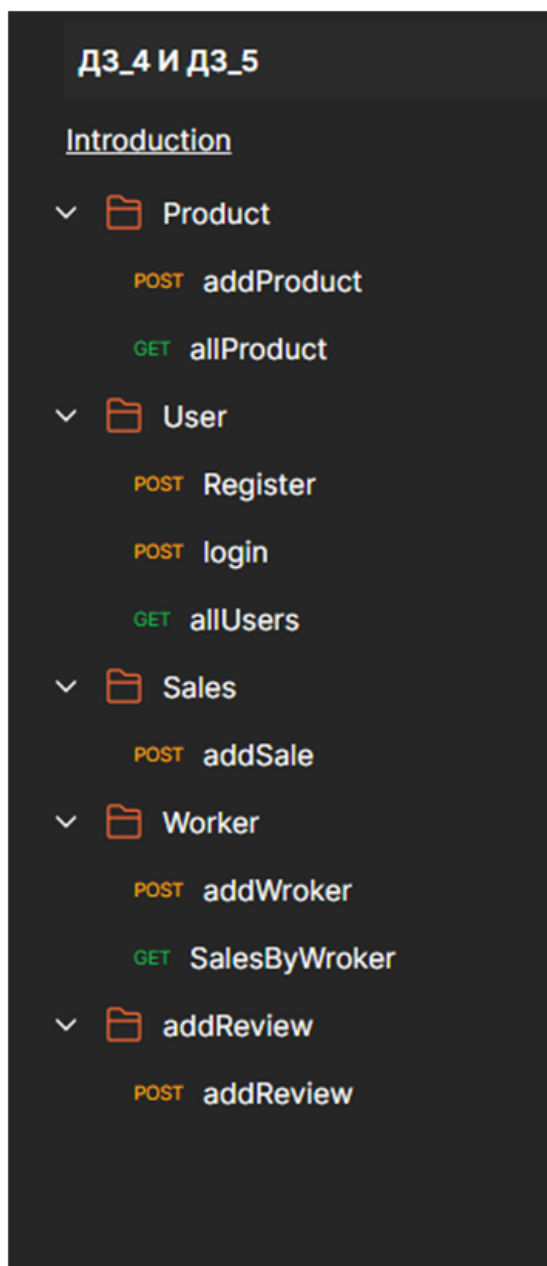 ДЗ_4 И ДЗ_5
Introduction
Product
POST addProduct
GET allProduct
User
POST Register
POST login
GET allUsers
Sales
POST addSale
Worker
POST addWroker
GET SalesByWroker
addReview
POST addReview